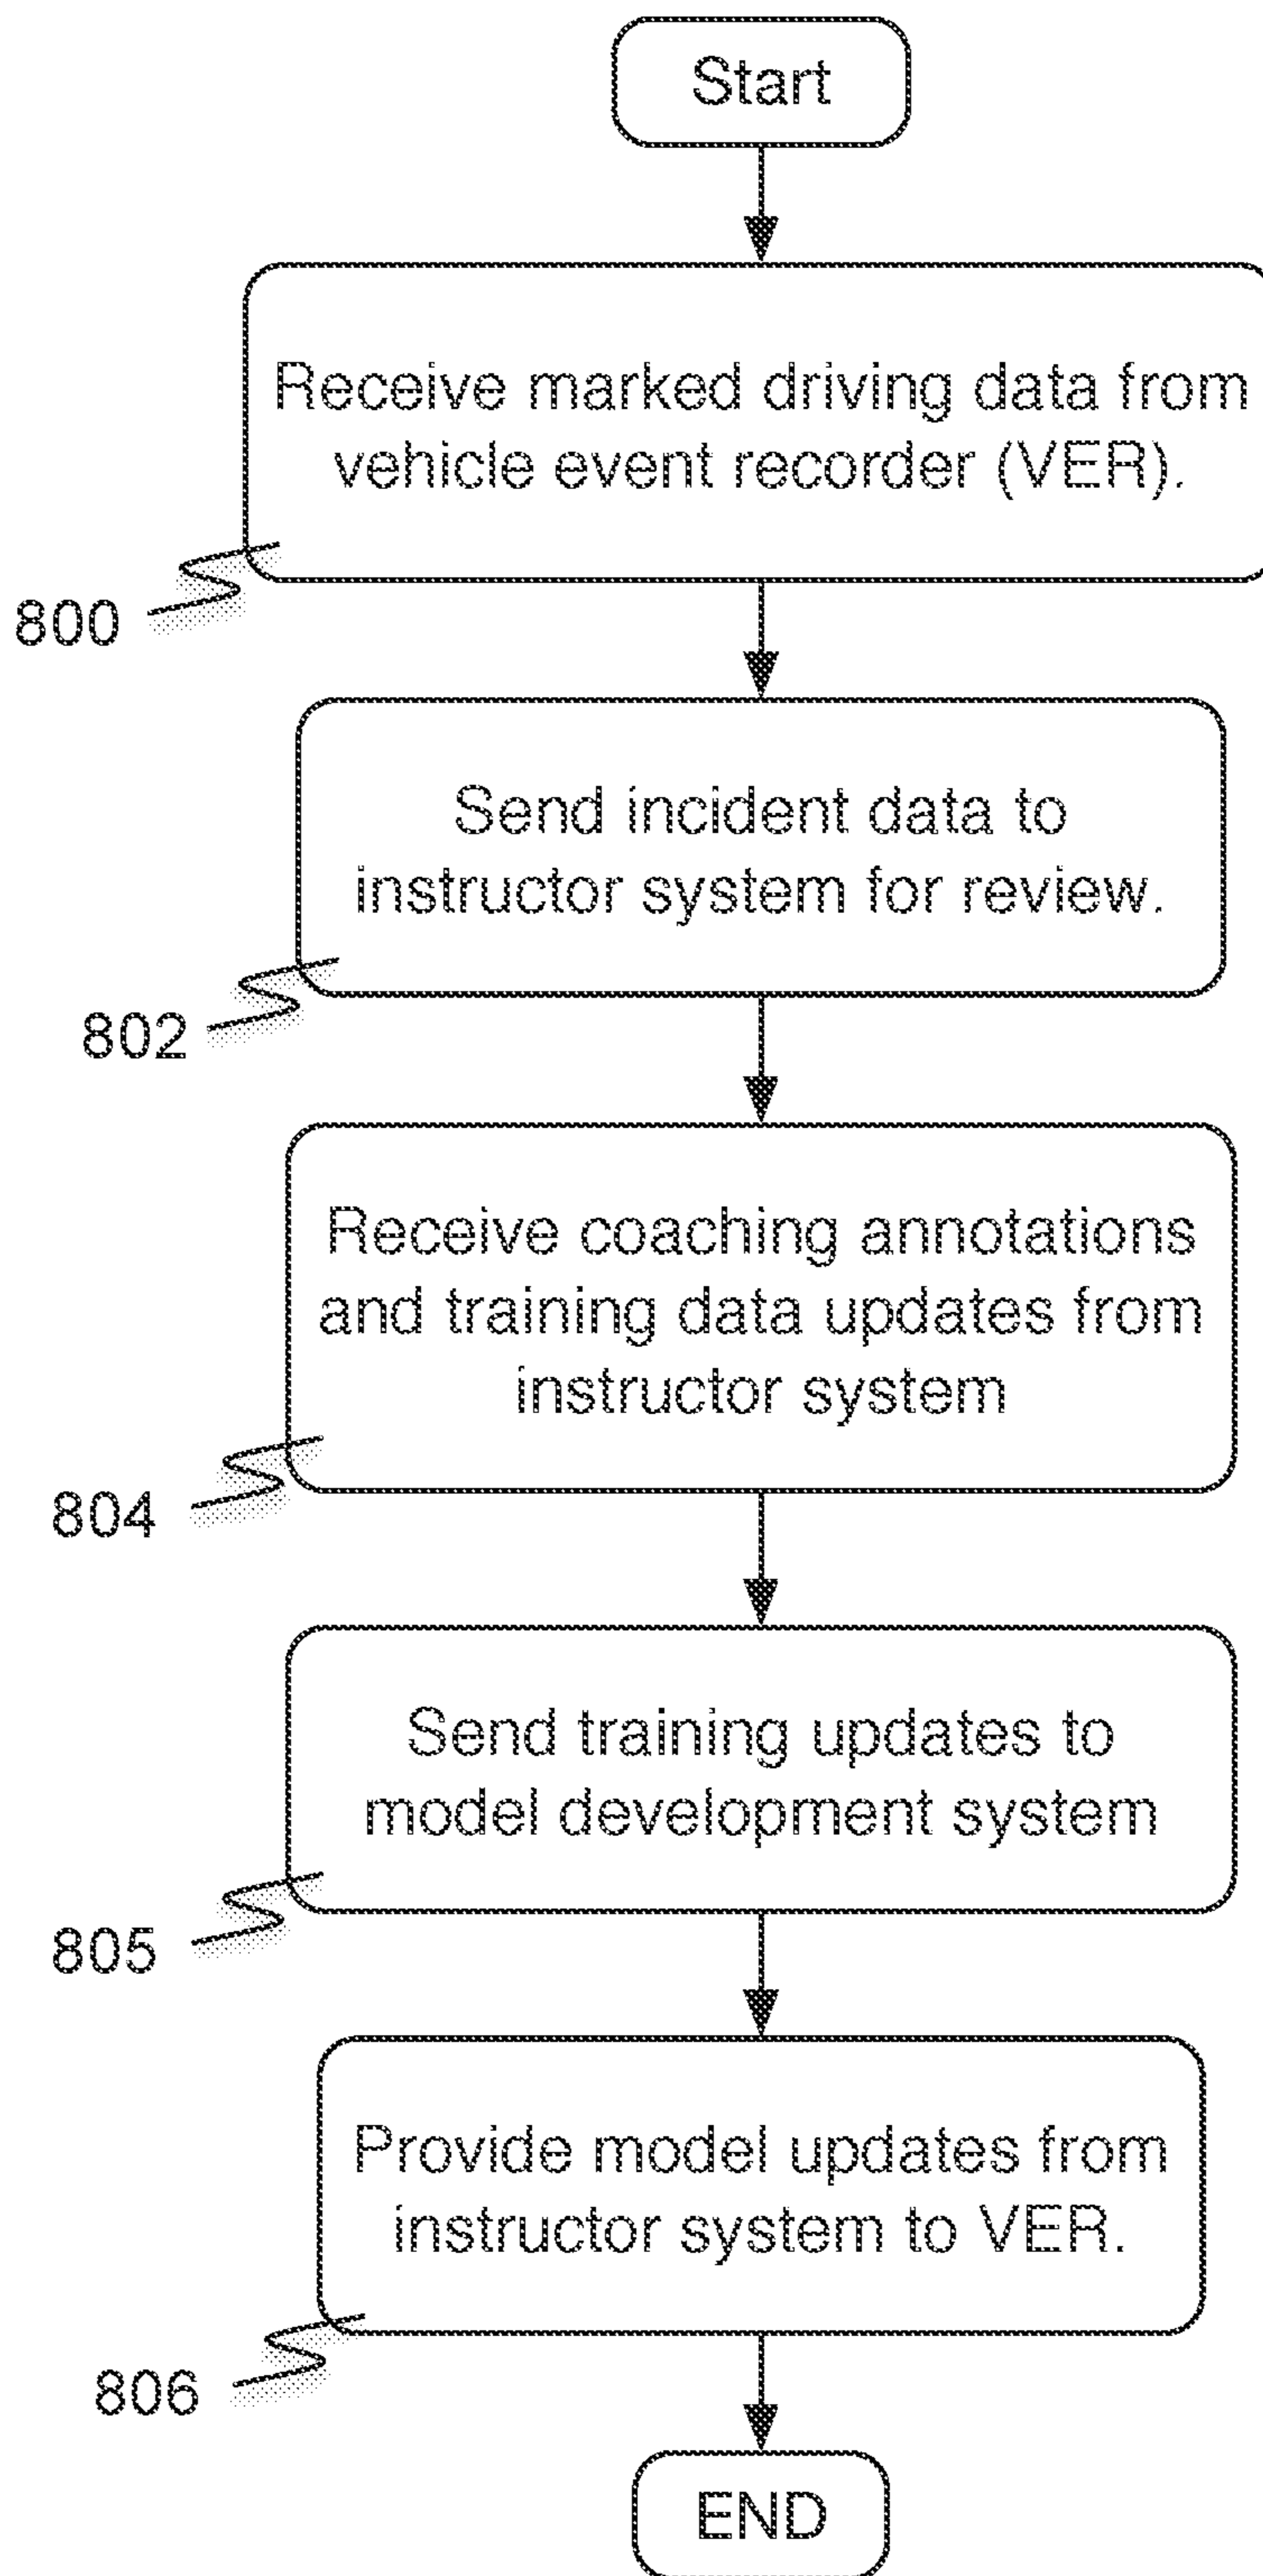 Start
Receive marked driving data from
vehicle event recorder (VER).
800
Send incident data to
instructor system for review.
802
Receive coaching annotations
and training data updates from
instructor system
804
Send training updates to
model development system
805
Provide model updates from
instructor system to VER.
806
END